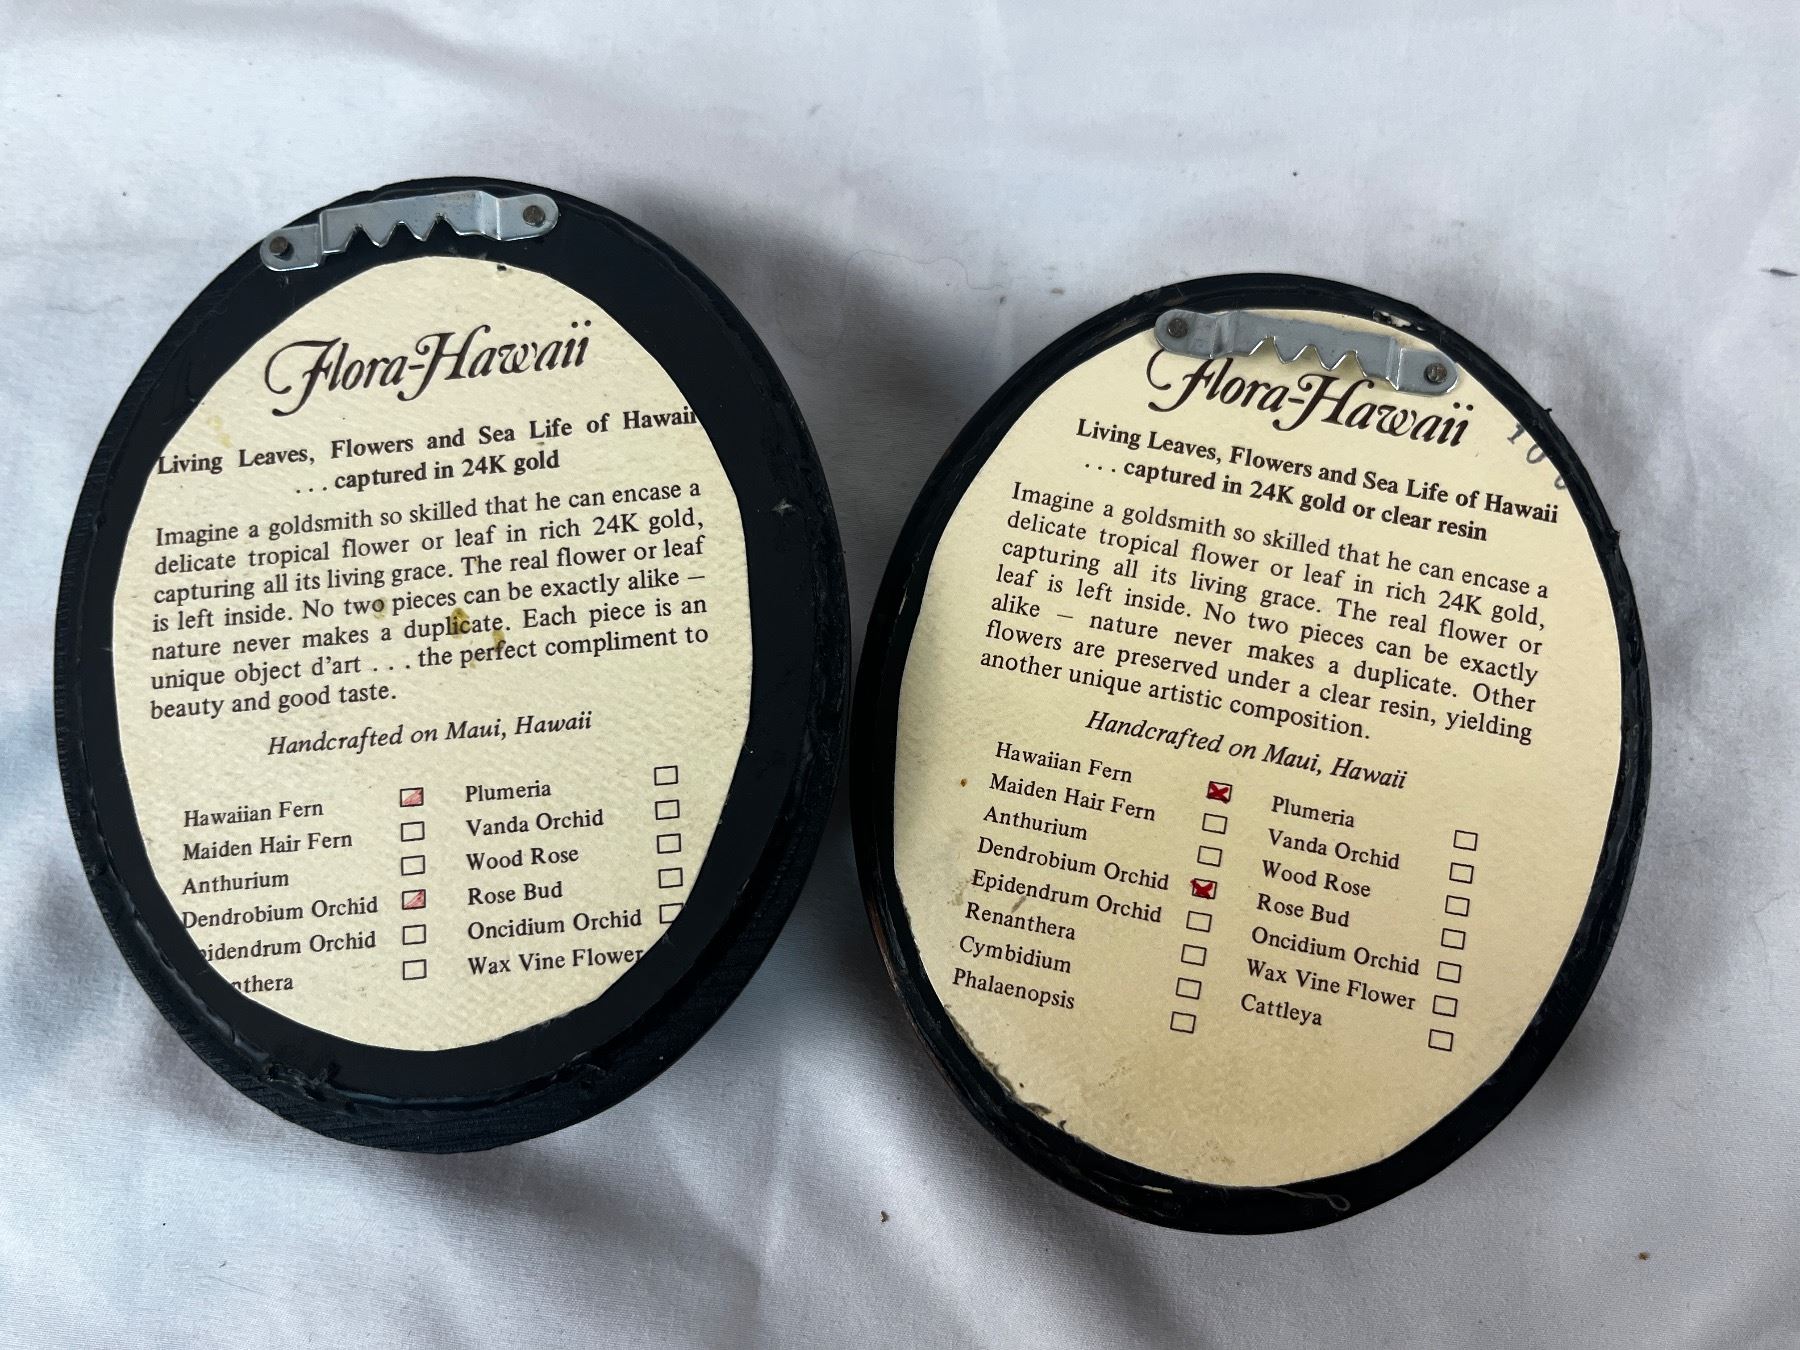 Flora-Hawaii
Living Leaves, Flowers and Sea Life of Hawaii
. . . captured in 24K gold
Imagine a goldsmith so skilled that he can encase a
delicate tropical flower or leaf in rich 24K gold,
capturing all its living grace. The real flower or leaf
is left inside. No two pieces can be exactly alike –
nature never makes a duplicate. Each piece is an
unique object d'art . . . the perfect compliment to
beauty and good taste.
Handcrafted on Maui, Hawaii
Hawaiian Fern Plumeria
Maiden Hair Fern Vanda Orchid
Anthurium Wood Rose
Dendrobium Orchid Rose Bud
pidendrum Orchid Oncidium Orchid
nthera Wax Vine Flower
Flora-Hawaii
Living Leaves, Flowers and Sea Life of Hawaii
. . . captured in 24K gold or clear resin
Imagine a goldsmith so skilled that he can encase a
delicate tropical flower or leaf in rich 24K gold,
capturing all its living grace. The real flower or
leaf is left inside. No two pieces can be exactly
alike – nature never makes a duplicate. Other
flowers are preserved under a clear resin, yielding
another unique artistic composition.
Handcrafted on Maui, Hawaii
Hawaiian Fern Plumeria
Maiden Hair Fern Vanda Orchid
Anthurium Wood Rose
Dendrobium Orchid Rose Bud
Epidendrum Orchid Oncidium Orchid
Renanthera Wax Vine Flower
Cymbidium Cattleya
Phalaenopsis